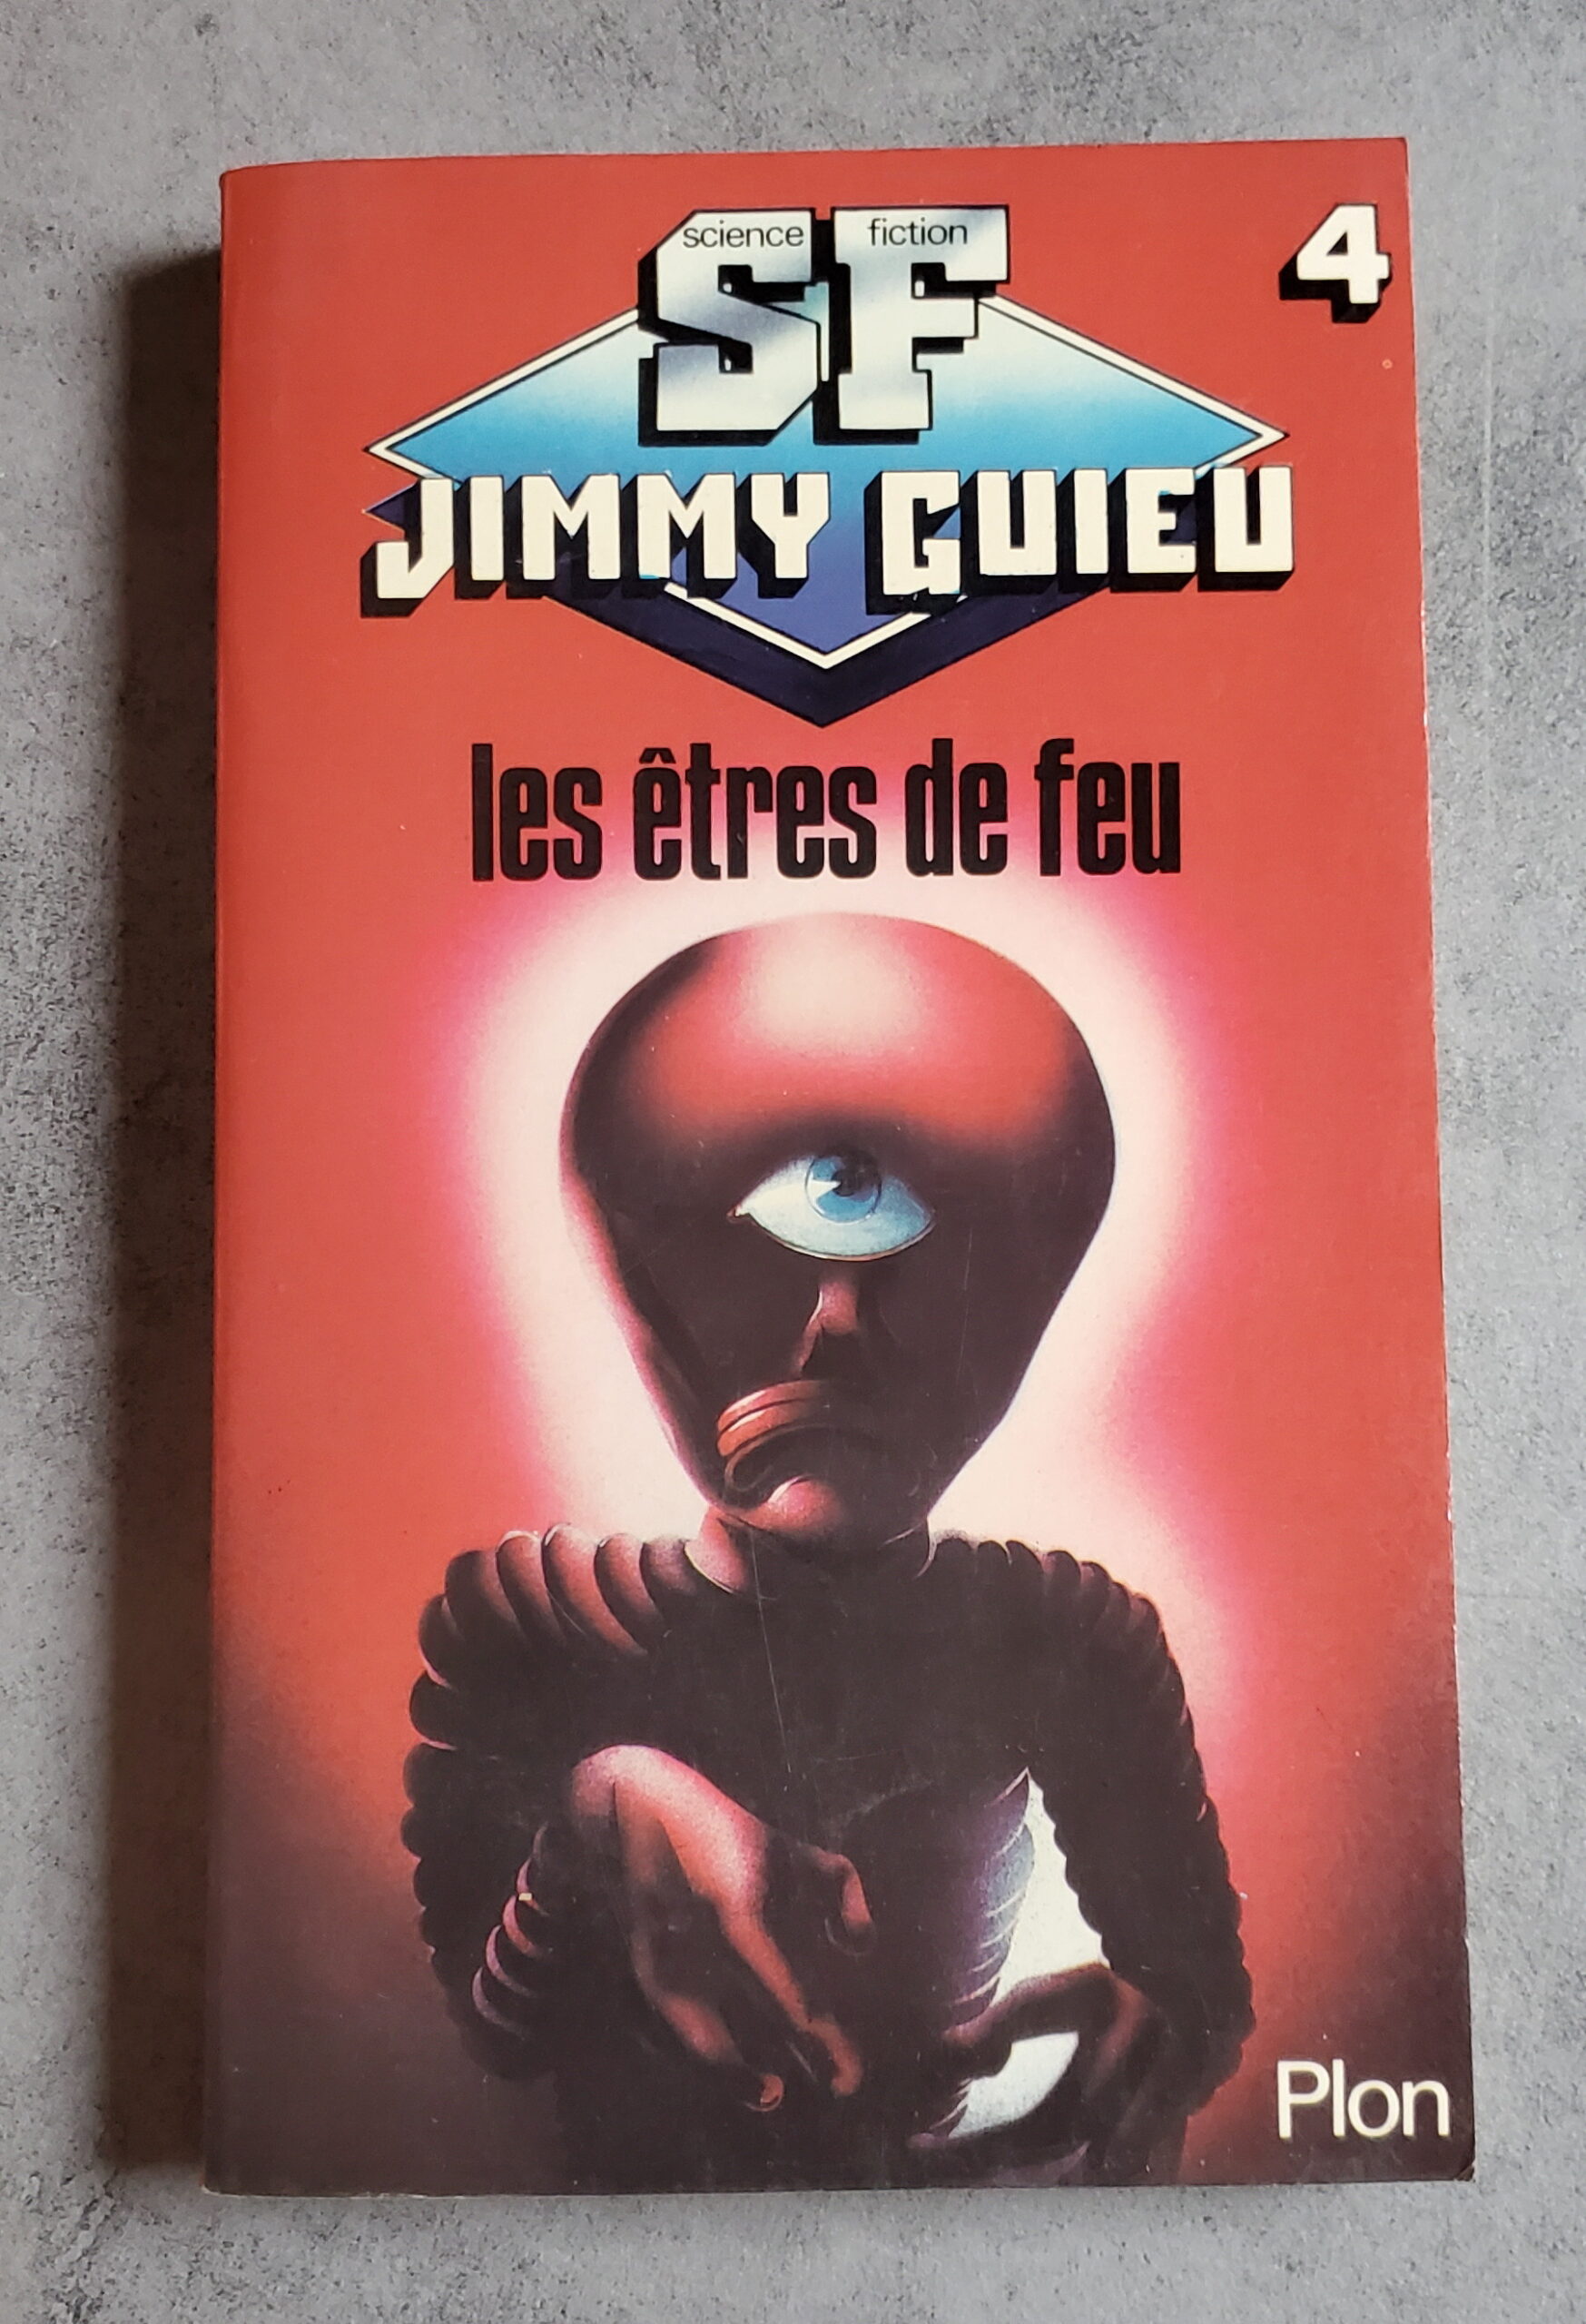 science fiction
SF
4
JIMMY GUIEU
les êtres de feu
Plon